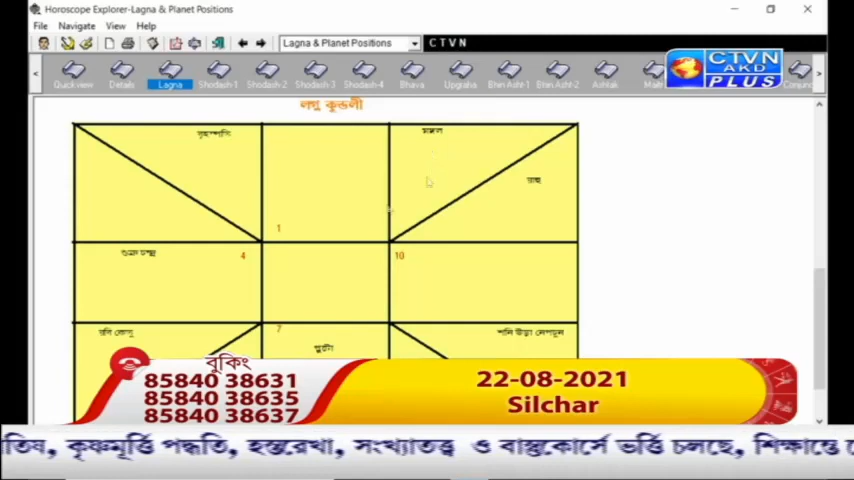 Horoscope Explorer-Lagna & Planet Positions
File Navigate View Help
Lagna & Planet Positions
CTVN
Quick view Details Lagna Shodash-1 Shodash-2 Shodash-3 Shodash-4 Bhava Upgraha Bhin Asht-1 Bhin Asht-2 Ashtak
CTVN
AKD
PLUS
লগ্ন কুন্ডলী
বৃহস্পতি
মঙ্গল
রাহু
1
শুক্র চন্দ্র
4
10
রবি কেতু
7
প্লুটো
শনি
বুকিং
85840 38631
85840 38635
85840 38637
22-08-2021
Silchar
কৃষ্ণমূর্ত্তি পদ্ধতি, হস্তরেখা, সংখ্যাতত্ত্ব ও বাস্তুকোর্সে ভর্ত্তি চলছে, শিক্ষান্তে